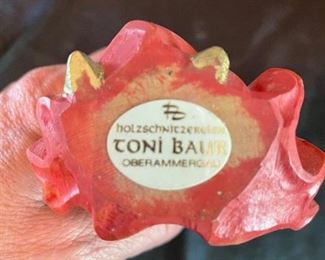 holzschnitzereien
TONI BAUR
OBERAMMERGAU